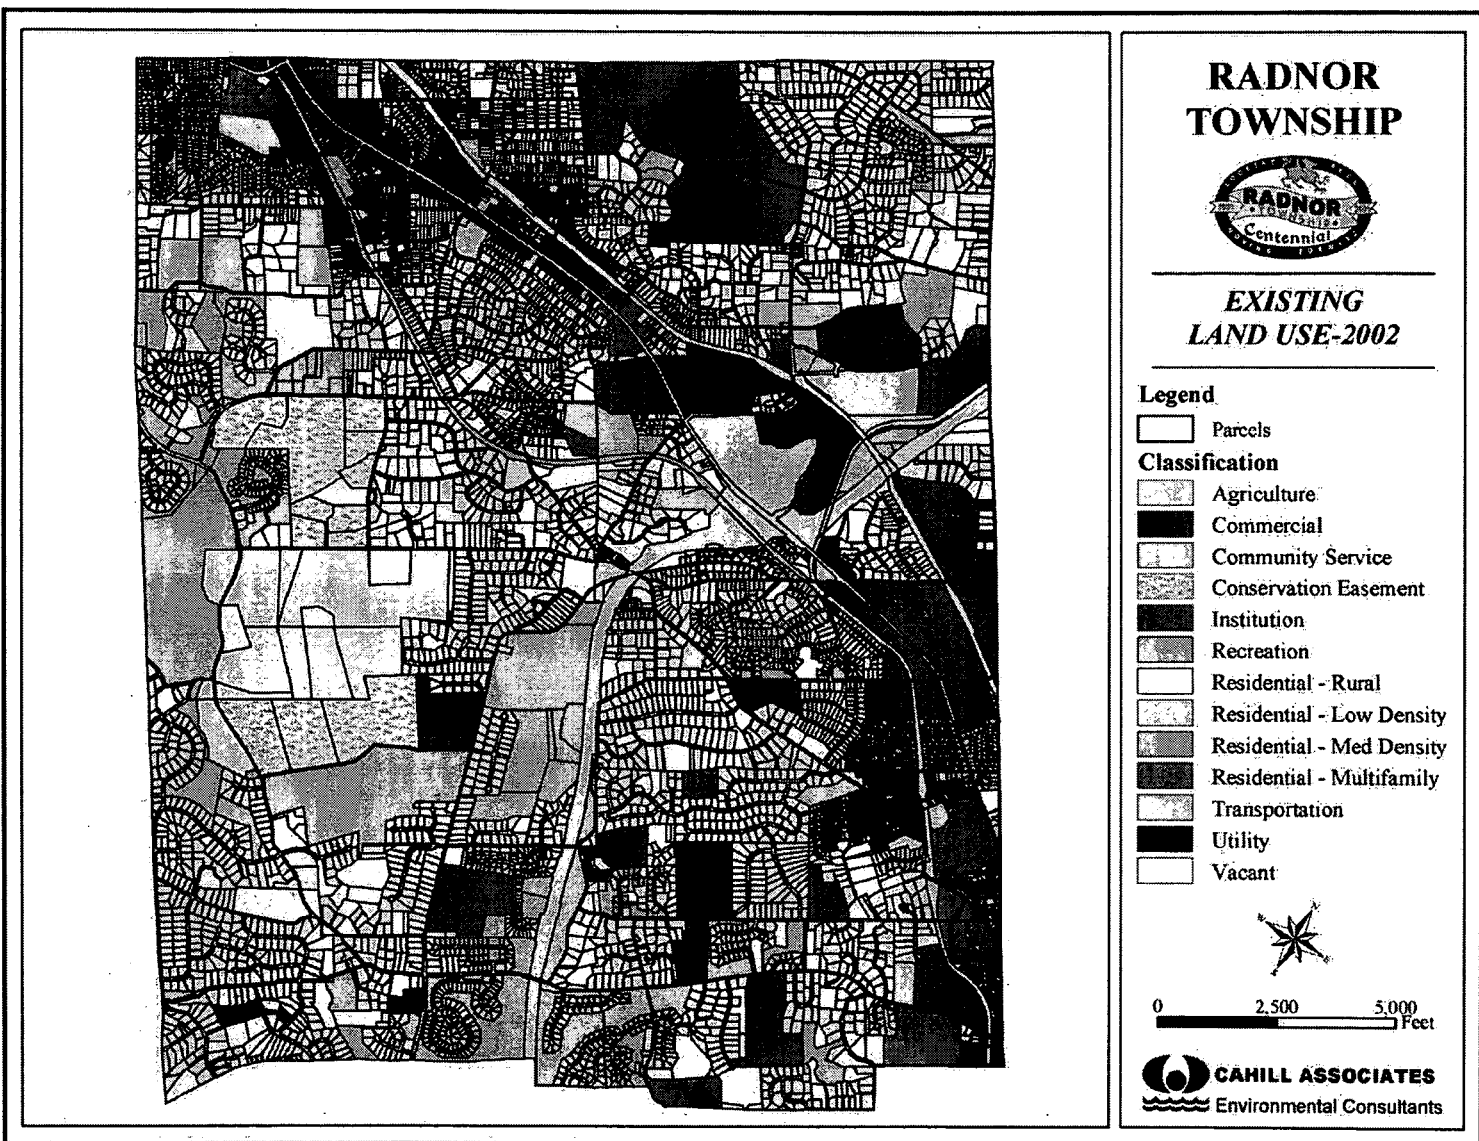 RADNOR
TOWNSHIP
RADNOR
TOWNSHIP
Centennial
EXISTING
LAND USE-2002
Legend
Parcels
Classification
Agriculture
Commercial
Community Service
Conservation Easement
Institution
Recreation
Residential - Rural
Residential - Low Density
Residential - Med Density
Residential - Multifamily
Transportation
Utility
Vacant
0 2,500 5,000
Feet
CAHILL ASSOCIATES
Environmental Consultants